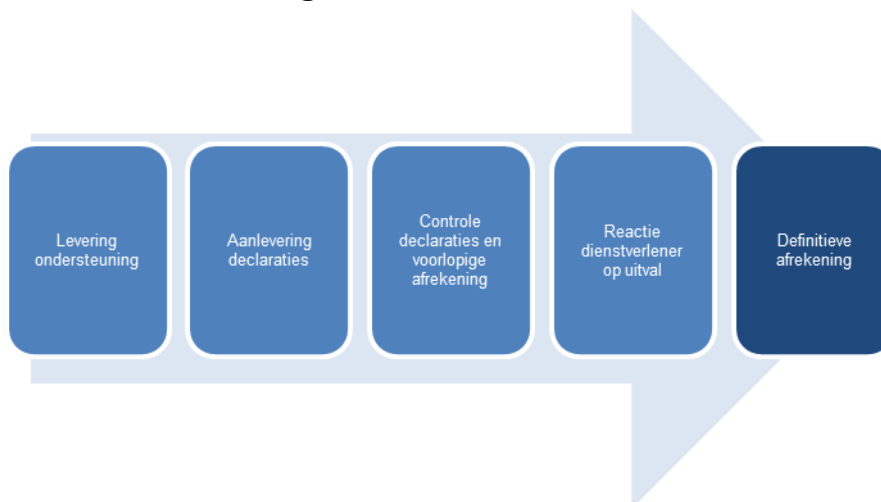 Levering
ondersteuning
Aanlevering
declaraties
Controle
declaraties en
voorlopige
afrekening
Reactie
dienstverlener
op uitval
Definitieve
afrekening